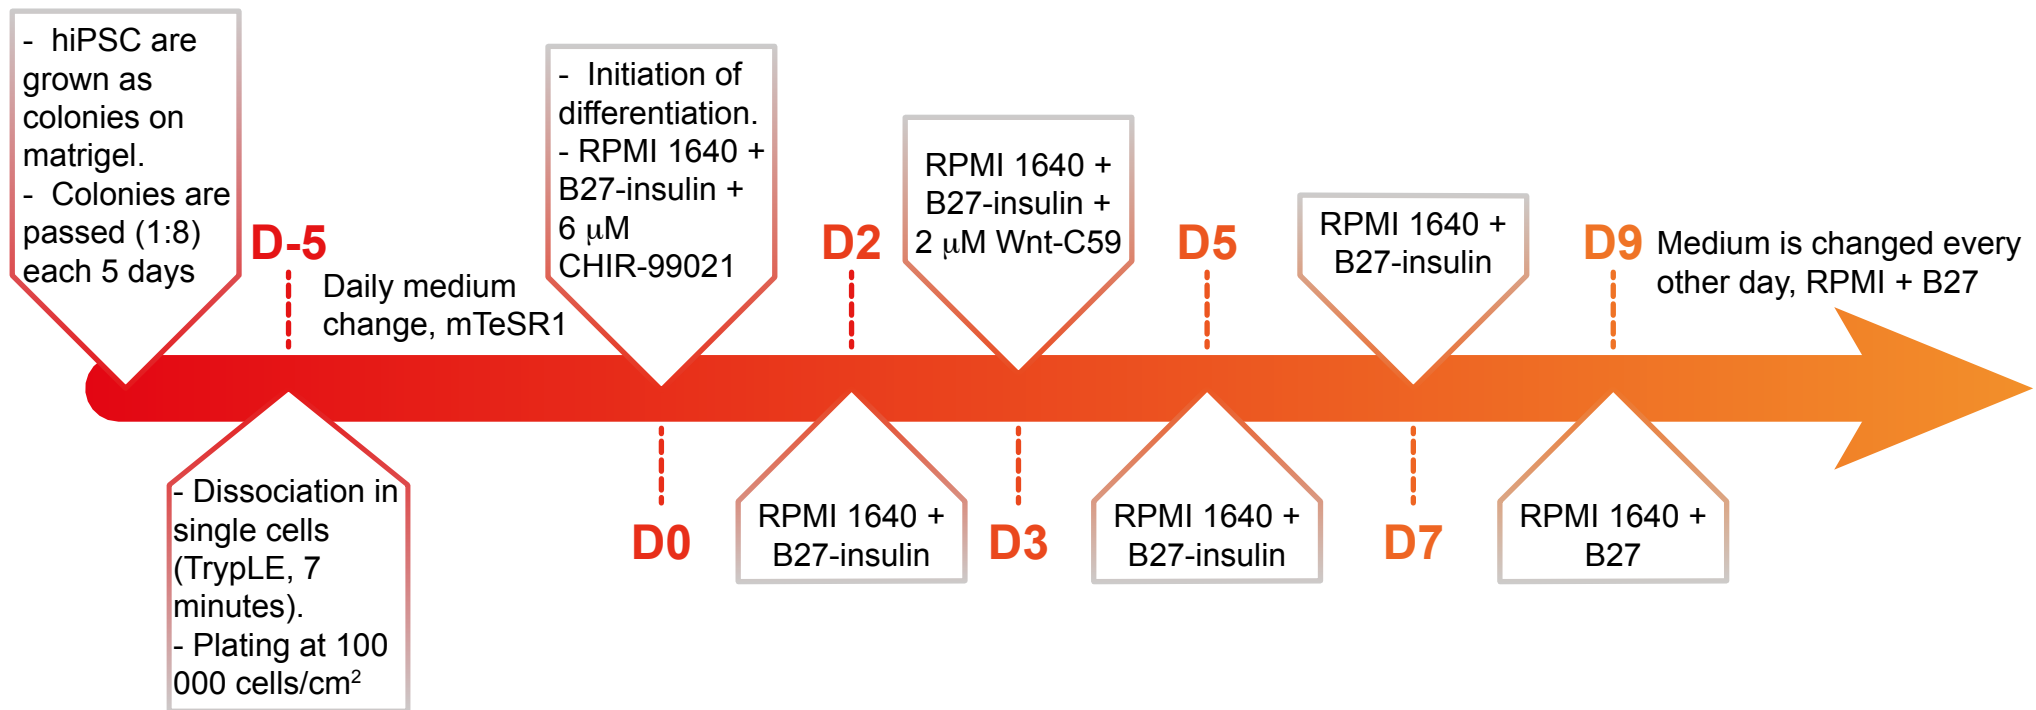 -  hiPSC are
grown as
colonies on
matrigel.
-  Colonies are
passed (1:8)
each 5 days
D-5
Daily medium
change, mTeSR1
- Dissociation in
single cells
(TrypLE, 7
minutes).
- Plating at 100
000 cells/cm²
-  Initiation of
differentiation.
- RPMI 1640 +
B27-insulin +
6 μM
CHIR-99021
D0
D2
RPMI 1640 +
B27-insulin
RPMI 1640 +
B27-insulin +
2 μM Wnt-C59
D3
D5
RPMI 1640 +
B27-insulin
RPMI 1640 +
B27-insulin
D7
D9
RPMI 1640 +
B27
Medium is changed every
other day, RPMI + B27